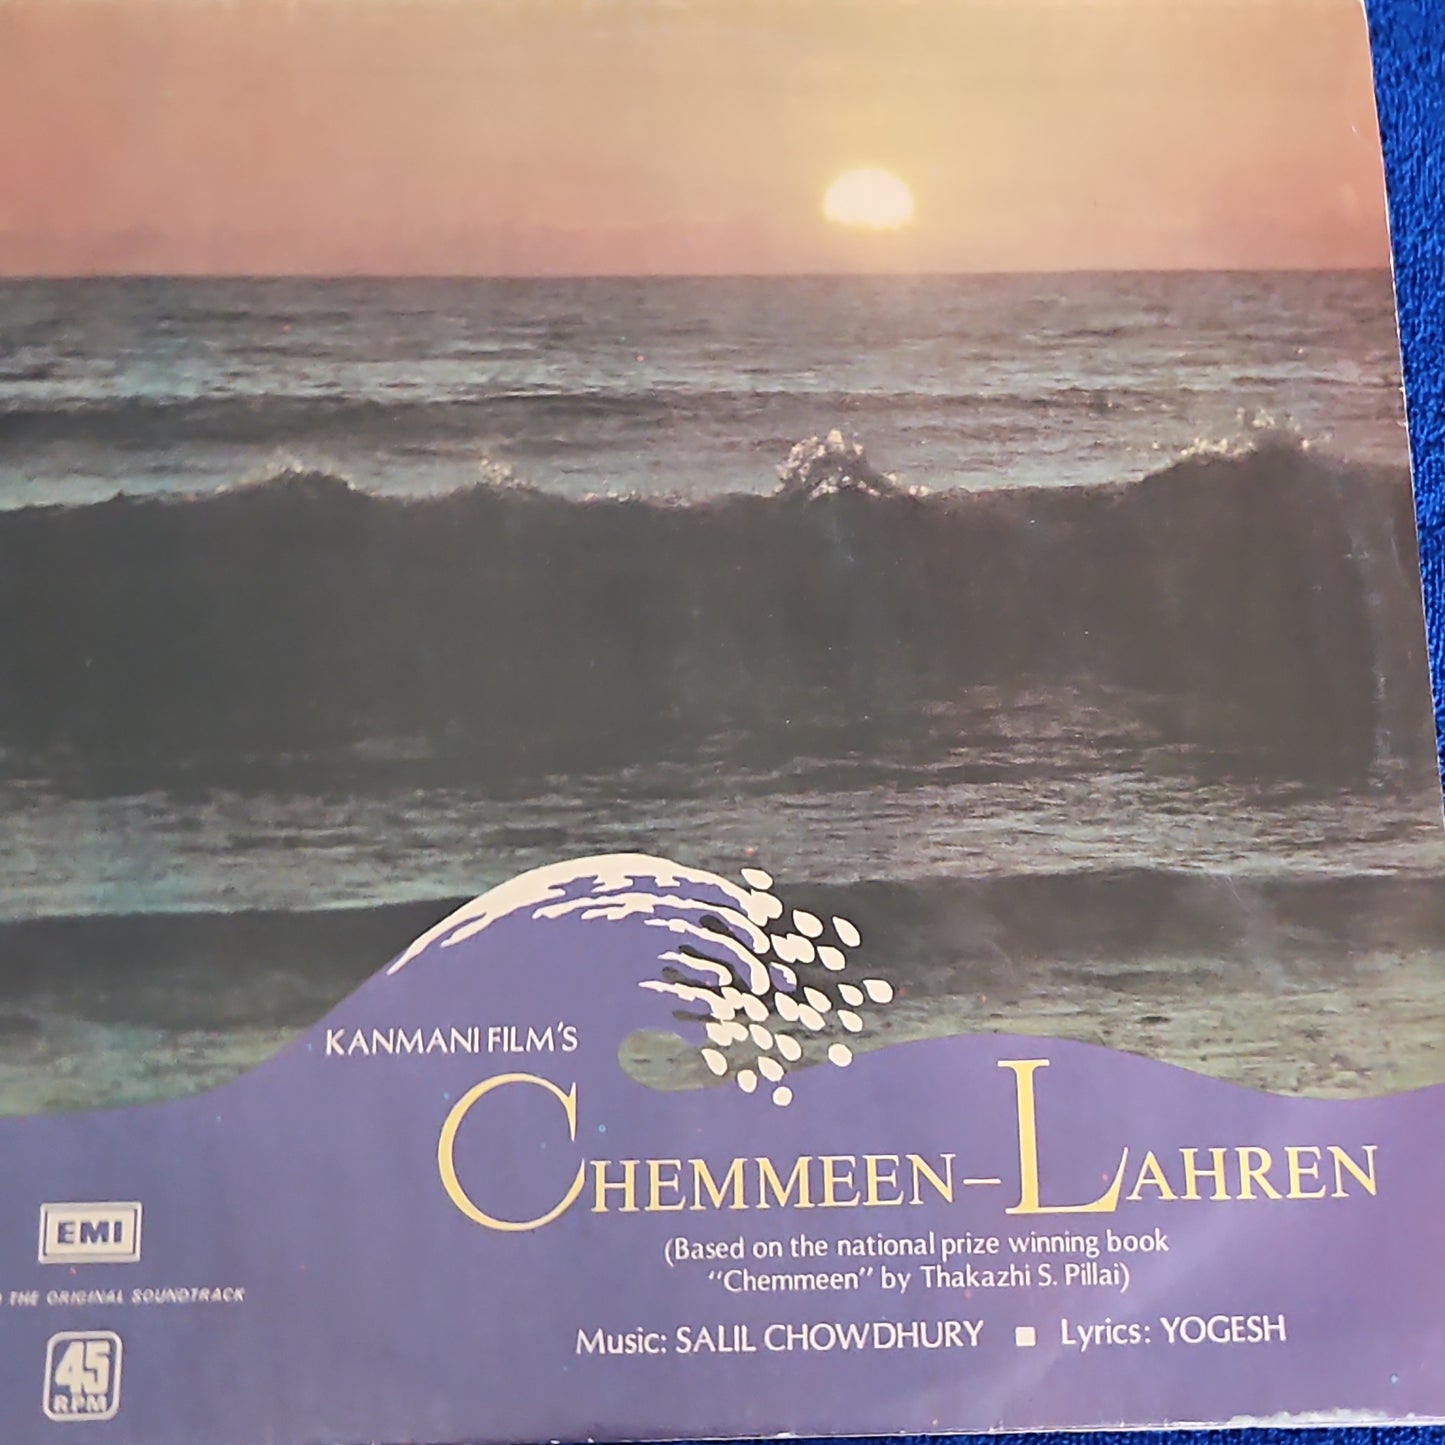 KANMANI FILM'S
CHEMMEEN–LAHREN
(Based on the national prize winning book
"Chemmeen" by Thakazhi S. Pillai)
Music: SALIL CHOWDHURY ■ Lyrics: YOGESH
EMI
THE ORIGINAL SOUNDTRACK
45
RPM